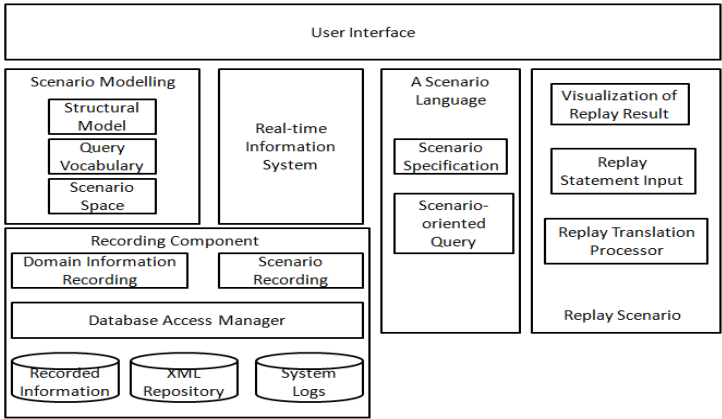 User Interface
Scenario Modelling
Structural
Model
Query
Vocabulary
Scenario
Space
Real-time
Information
System
A Scenario
Language
Scenario
Specification
Scenario-
oriented
Query
Visualization of
Replay Result
Replay
Statement Input
Replay Translation
Processor
Replay Scenario
Recording Component
Domain Information
Recording
Scenario
Recording
Database Access Manager
Recorded
Information
XML
Repository
System
Logs